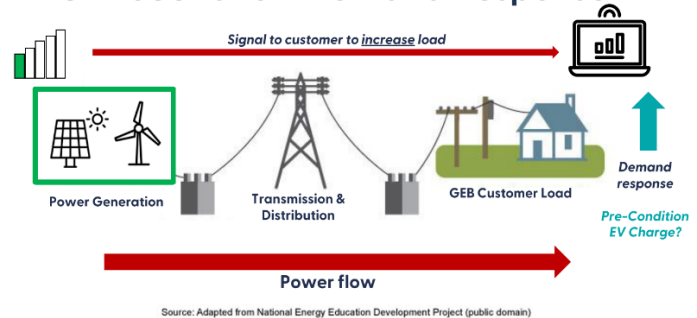 Signal to customer to increase load
Power Generation
Transmission &
Distribution
GEB Customer Load
Demand
response
Pre-Condition
EV Charge?
Power flow
Source: Adapted from National Energy Education Development Project (public domain)